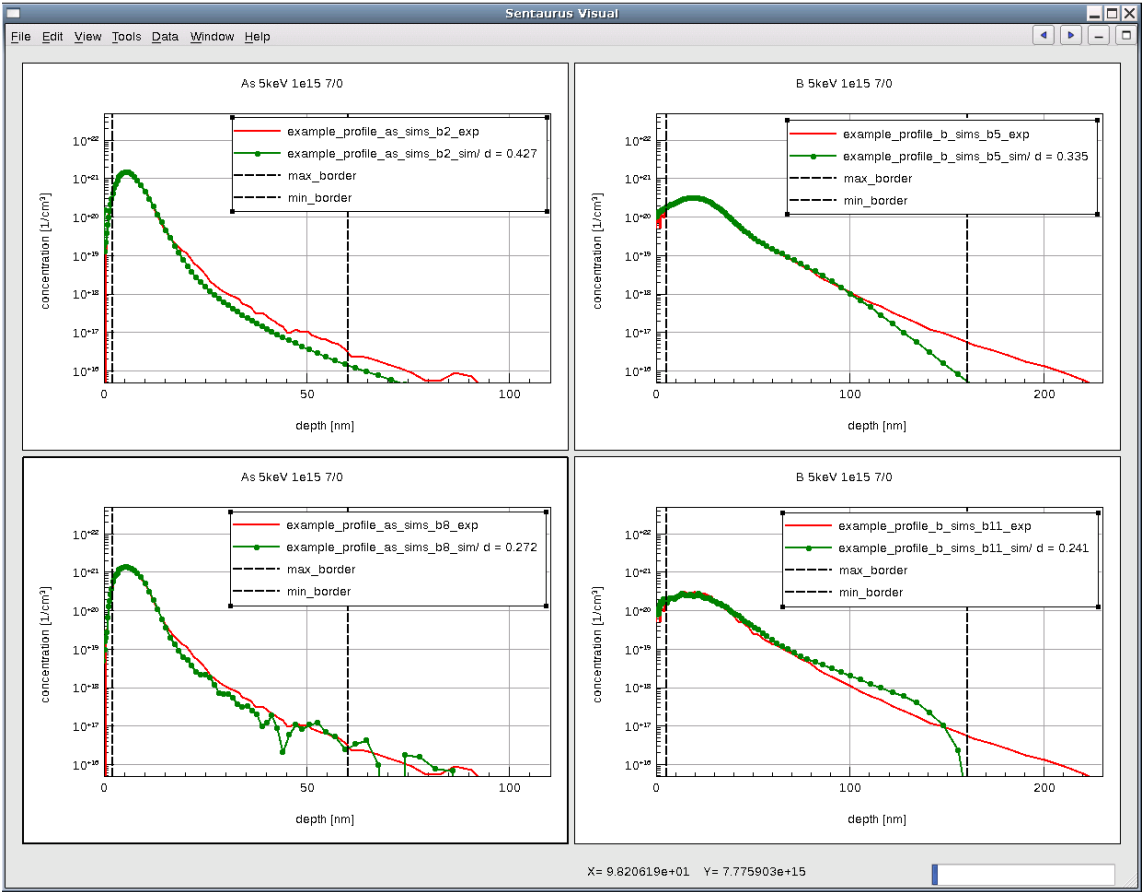 Sentaurus Visual
File Edit View Tools Data Window Help
As 5keV 1e15 7/0
example_profile_as_sims_b2_exp
example_profile_as_sims_b2_sim/ d = 0.427
max_border
min_border
concentration [1/cm³]
10+22
10+21
10+20
10+19
10+18
10+17
10+16
0 50 100
depth [nm]
B 5keV 1e15 7/0
example_profile_b_sims_b5_exp
example_profile_b_sims_b5_sim/ d = 0.335
max_border
min_border
concentration [1/cm³]
10+22
10+21
10+20
10+19
10+18
10+17
10+16
0 100 200
depth [nm]
As 5keV 1e15 7/0
example_profile_as_sims_b8_exp
example_profile_as_sims_b8_sim/ d = 0.272
max_border
min_border
concentration [1/cm³]
10+22
10+21
10+20
10+19
10+18
10+17
10+16
0 50 100
depth [nm]
B 5keV 1e15 7/0
example_profile_b_sims_b11_exp
example_profile_b_sims_b11_sim/ d = 0.241
max_border
min_border
concentration [1/cm³]
10+22
10+21
10+20
10+19
10+18
10+17
10+16
0 100 200
depth [nm]
X= 9.820619e+01 Y= 7.775903e+15